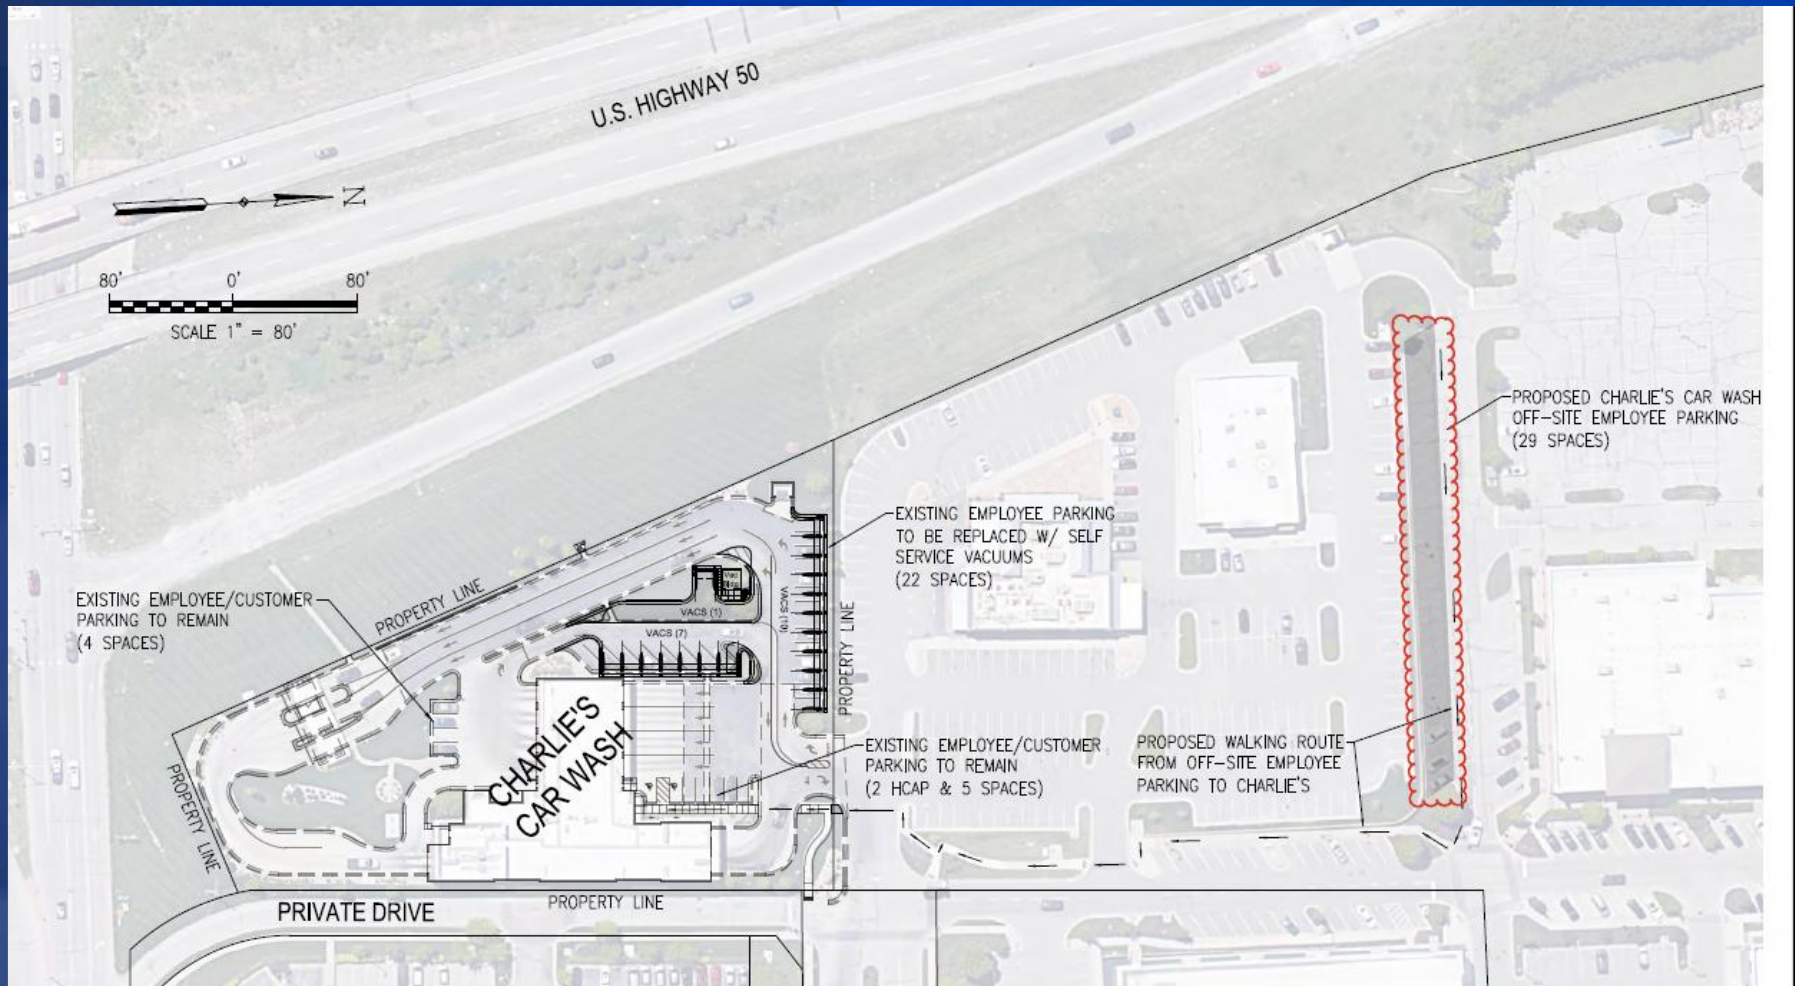 U.S. HIGHWAY 50
N
80' 0' 80'
SCALE 1" = 80'
PROPOSED CHARLIE'S CAR WASH
OFF-SITE EMPLOYEE PARKING
(29 SPACES)
EXISTING EMPLOYEE PARKING
TO BE REPLACED W/ SELF
SERVICE VACUUMS
(22 SPACES)
EXISTING EMPLOYEE/CUSTOMER
PARKING TO REMAIN
(4 SPACES)
PROPERTY LINE
VACS (1)
VACS (10)
VACS (7)
PROPERTY LINE
CHARLIE'S
CAR WASH
EXISTING EMPLOYEE/CUSTOMER
PARKING TO REMAIN
(2 HCAP & 5 SPACES)
PROPOSED WALKING ROUTE
FROM OFF-SITE EMPLOYEE
PARKING TO CHARLIE'S
PROPERTY LINE
PROPERTY LINE
PRIVATE DRIVE